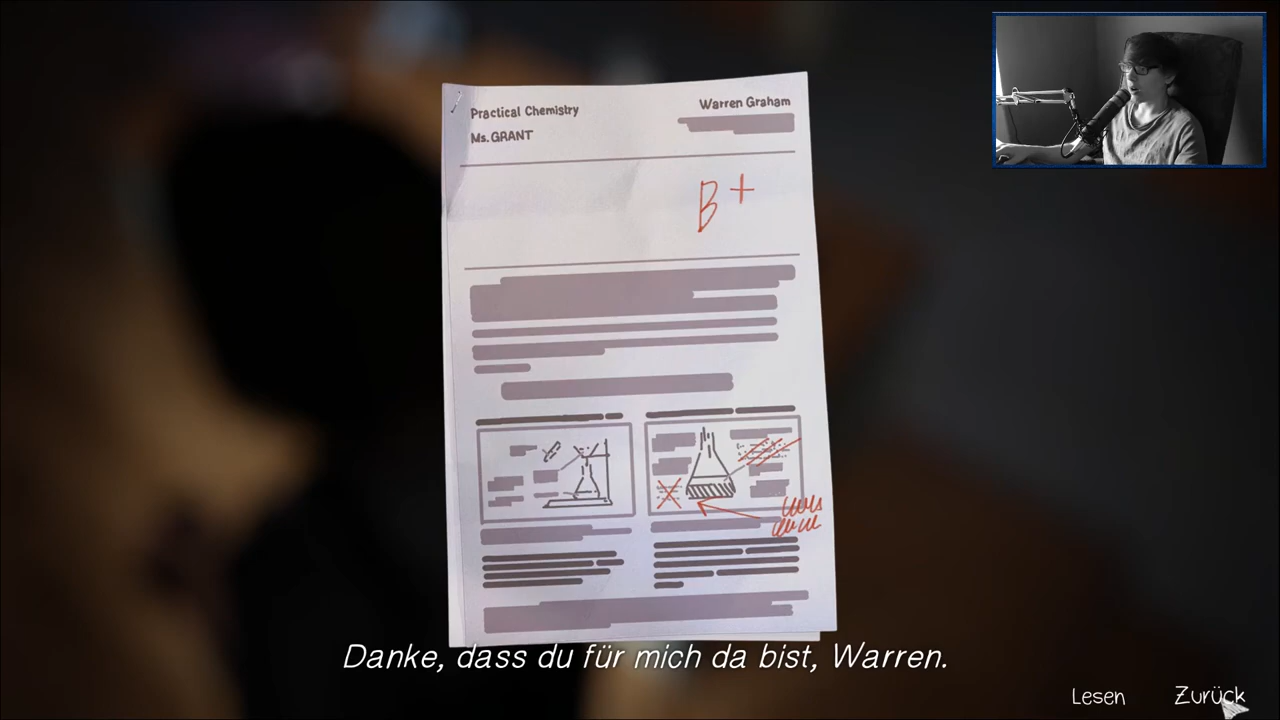 Practical Chemistry
Warren Graham
Ms. GRANT
B+
Danke, dass du für mich da bist, Warren.
Lesen
Zurück